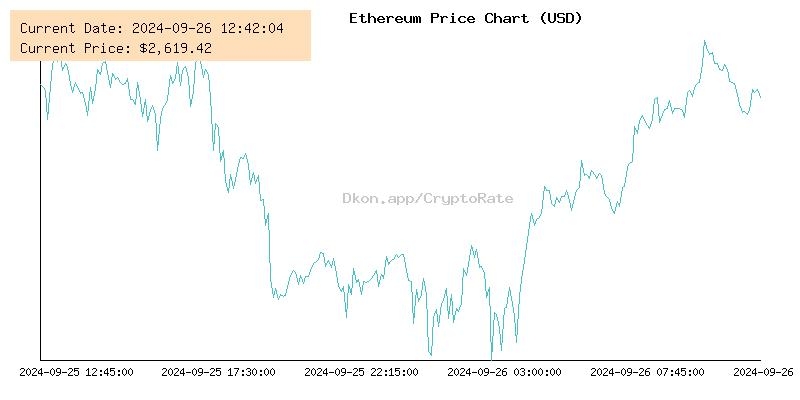 Ethereum Price Chart (USD)
Current Date: 2024-09-26 12:42:04
Current Price: $2,619.42
Dkon.app/CryptoRate
2024-09-25 12:45:00 2024-09-25 17:30:00 2024-09-25 22:15:00 2024-09-26 03:00:00 2024-09-26 07:45:00 2024-09-26